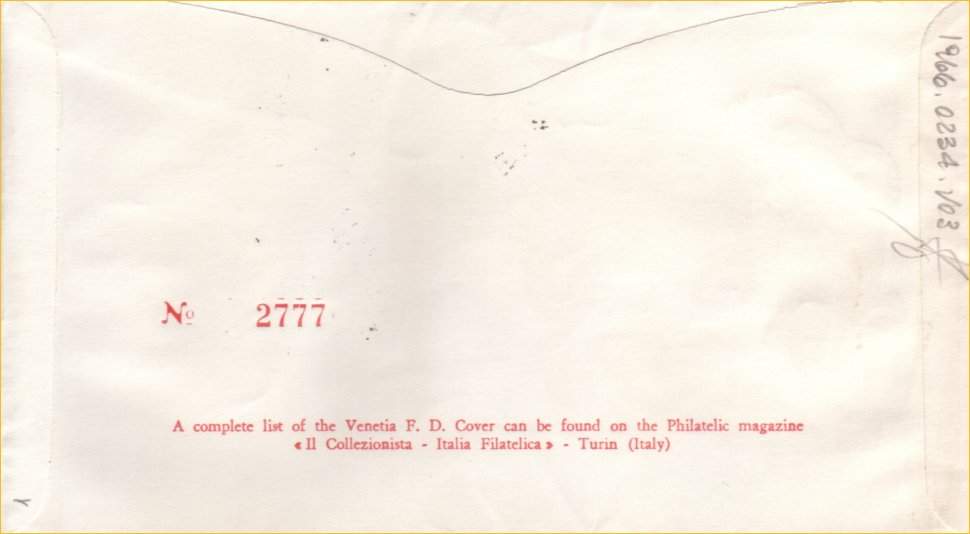 Nº 2777
A complete list of the Venetia F. D. Cover can be found on the Philatelic magazine
« Il Collezionista - Italia Filatelica » - Turin (Italy)
1966.0234.V03